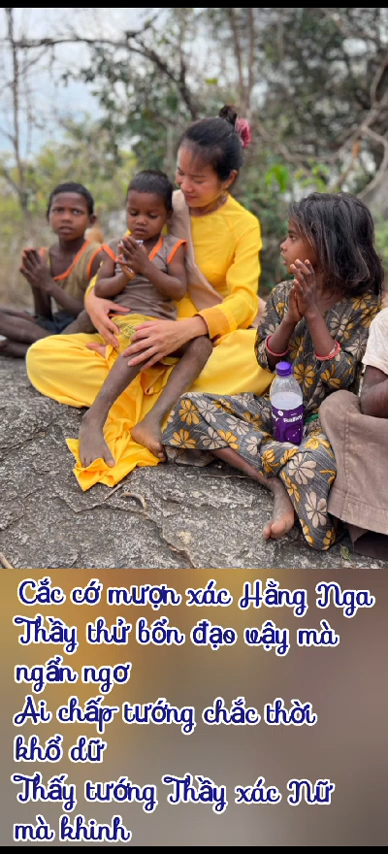 Cắc cớ mượn xác Hằng Nga
Thầy thử bổn đạo vậy mà
ngẩn ngơ
Ai chấp tướng chắc thời
khổ dữ
Thấy tướng Thầy xác Nữ
mà khinh